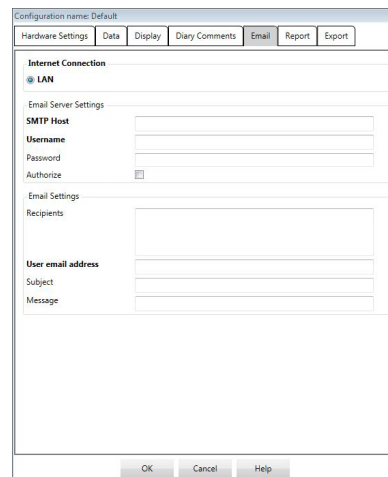 Configuration name: Default
Hardware Settings Data Display Diary Comments Email Report Export
Internet Connection
LAN
Email Server Settings
SMTP Host
Username
Password
Authorize
Email Settings
Recipients
User email address
Subject
Message
OK Cancel Help